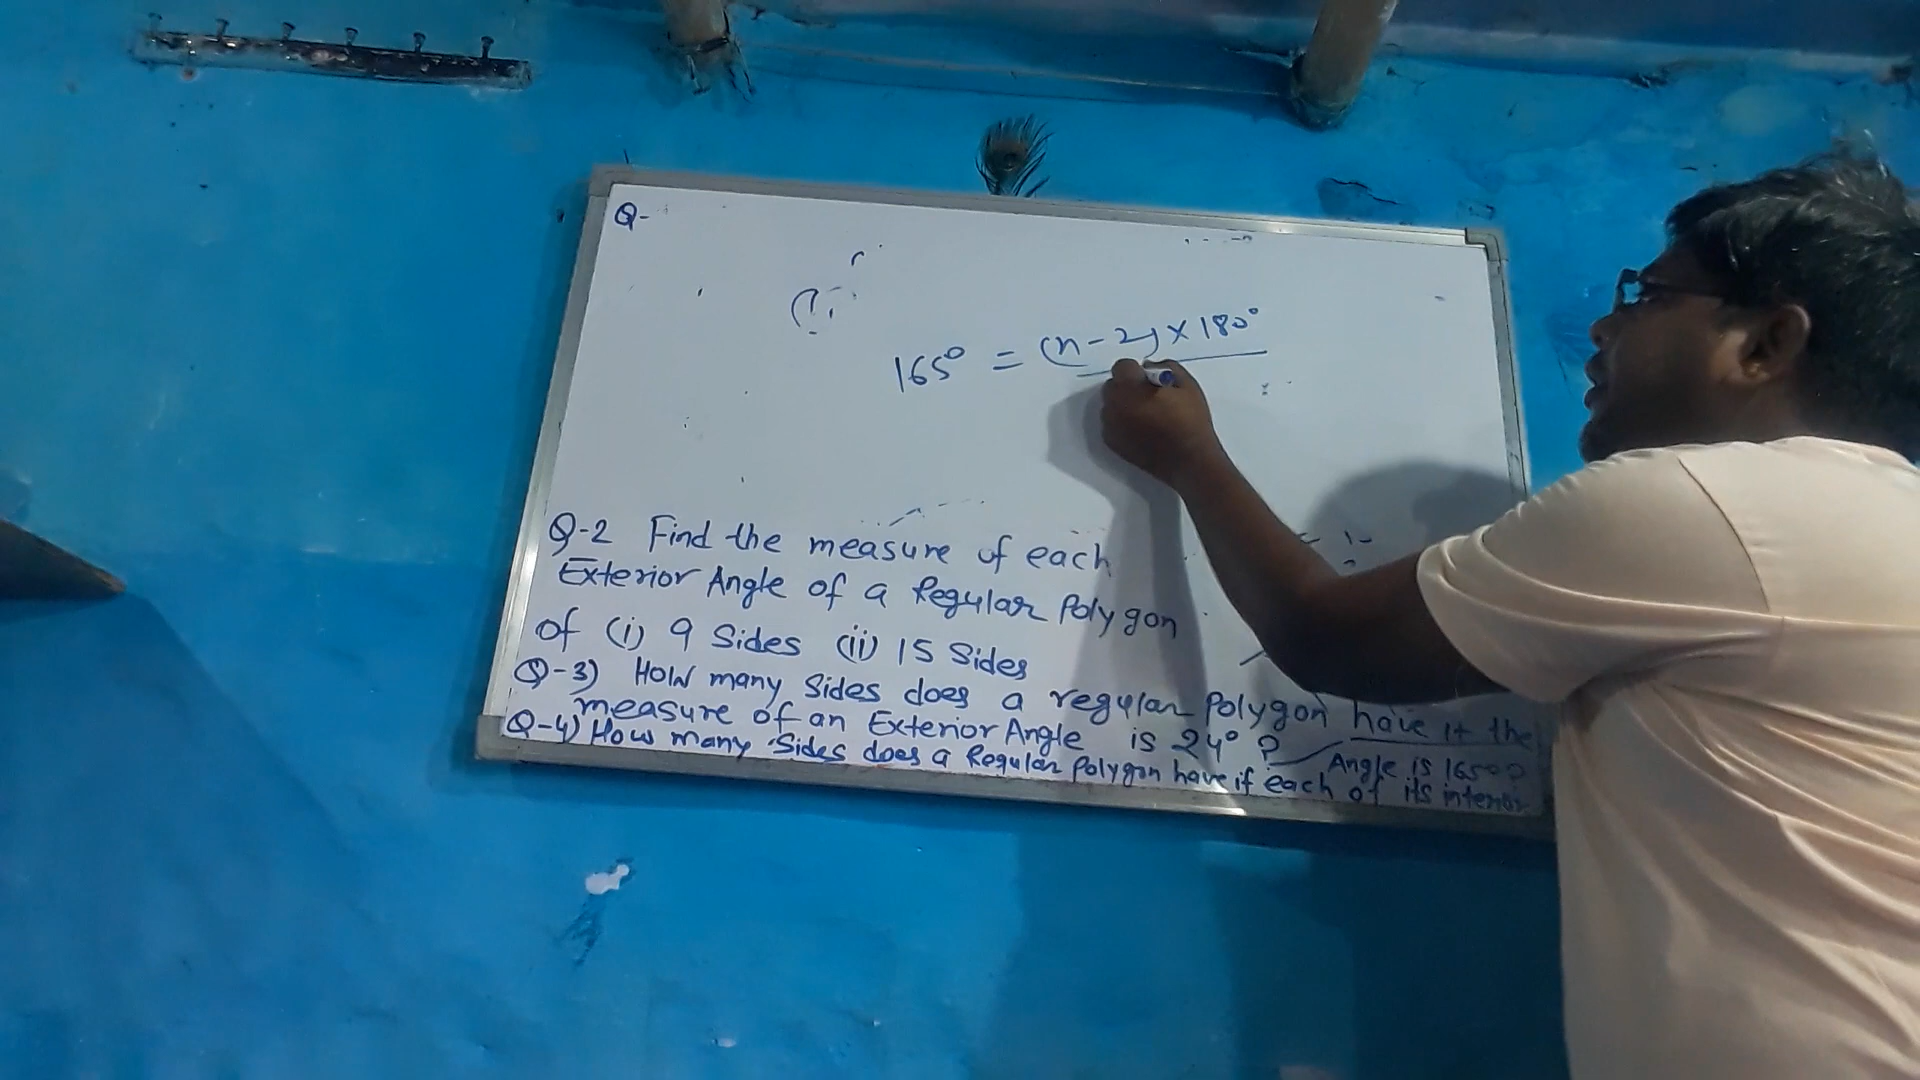 Q-
(i
165° = (n-2) × 180°
Q-2 Find the measure of each
Exterior Angle of a Regular Polygon
of (i) 9 Sides (ii) 15 Sides
Q-3) How many Sides does a regular Polygon have if the
measure of an Exterior Angle is 24° ?
Angle is 165°?
Q-4) How many Sides does a Regular Polygon have if each of its interior